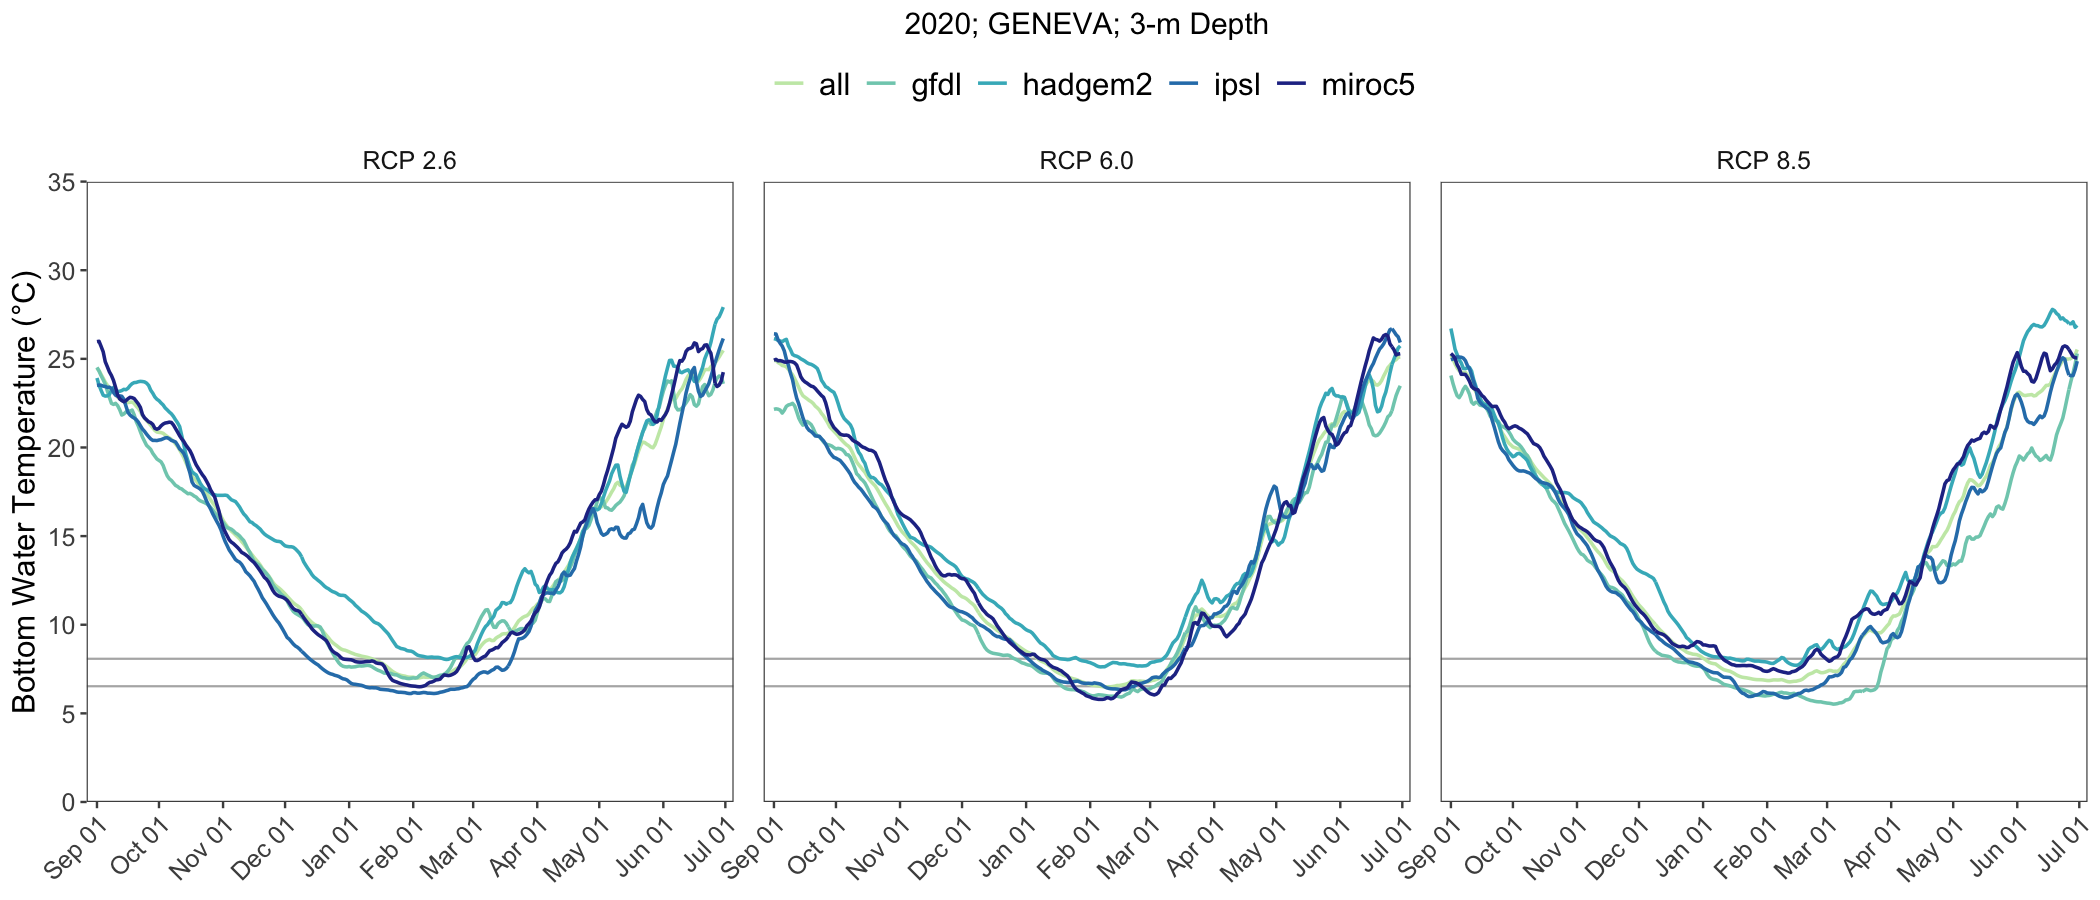 2020; GENEVA; 3-m Depth
all gfdl hadgem2 ipsl miroc5
RCP 2.6 RCP 6.0 RCP 8.5
Bottom Water Temperature (°C)
35
30
25
20
15
10
5
0
Sep 01 Oct 01 Nov 01 Dec 01 Jan 01 Feb 01 Mar 01 Apr 01 May 01 Jun 01 Jul 01 Sep 01 Oct 01 Nov 01 Dec 01 Jan 01 Feb 01 Mar 01 Apr 01 May 01 Jun 01 Jul 01 Sep 01 Oct 01 Nov 01 Dec 01 Jan 01 Feb 01 Mar 01 Apr 01 May 01 Jun 01 Jul 01